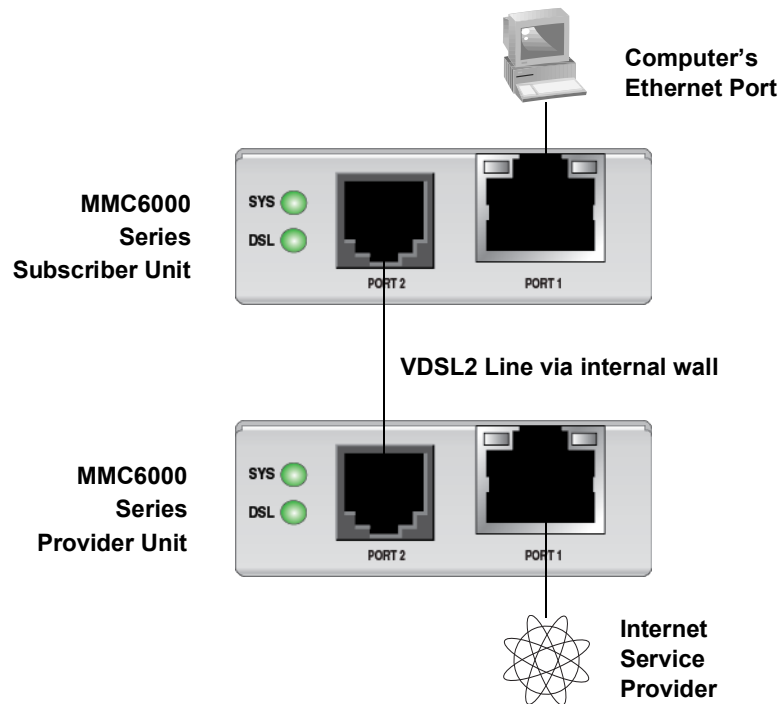 Computer's
Ethernet Port
MMC6000
Series
Subscriber Unit
SYS
DSL
PORT 2
PORT 1
VDSL2 Line via internal wall
MMC6000
Series
Provider Unit
SYS
DSL
PORT 2
PORT 1
Internet
Service
Provider